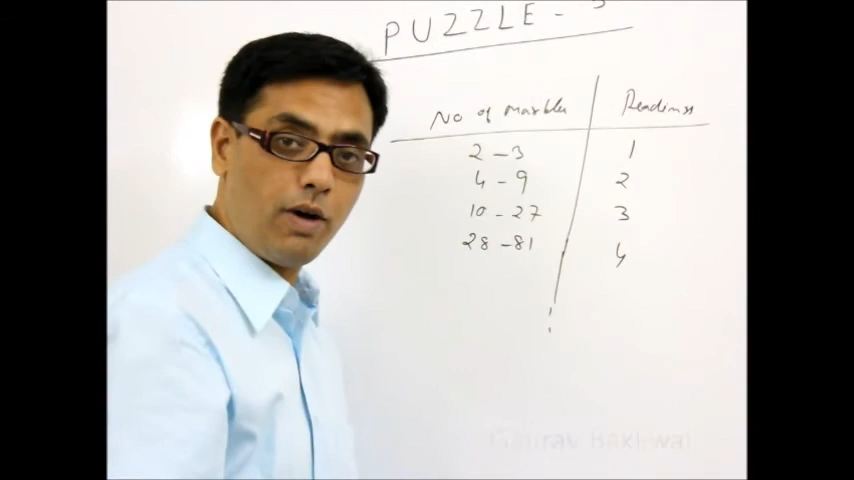 PUZZLE - 3
No of Marbles Readings
2 - 3 1
4 - 9 2
10 - 27 3
28 - 81 4
Gaurav Bakliwal